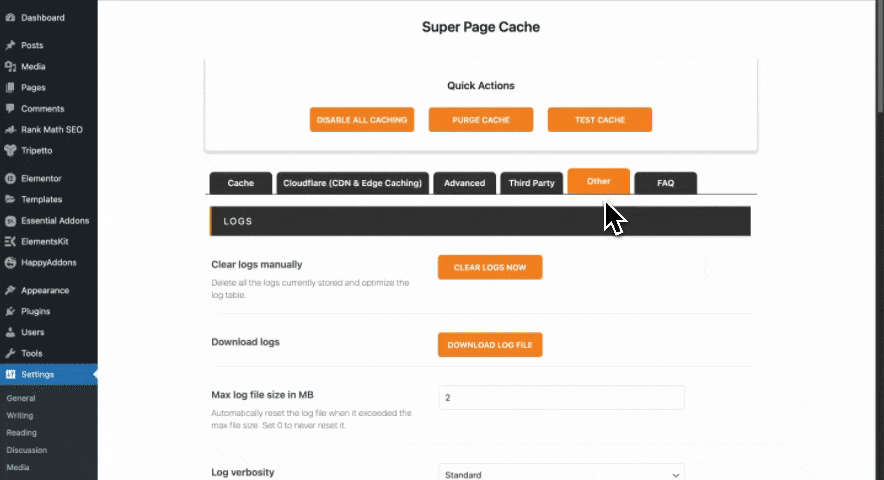 Dashboard
Posts
Media
Pages
Comments
Rank Math SEO
Tripetto
Elementor
Templates
Essential Addons
ElementsKit
HappyAddons
Appearance
Plugins
Users
Tools
Settings
General
Writing
Reading
Discussion
Media
Super Page Cache
Quick Actions
DISABLE ALL CACHING PURGE CACHE TEST CACHE
Cache Cloudflare (CDN & Edge Caching) Advanced Third Party Other FAQ
LOGS
Clear logs manually
Delete all the logs currently stored and optimize the
log table.
CLEAR LOGS NOW
Download logs
DOWNLOAD LOG FILE
Max log file size in MB
Automatically reset the log file when it exceeded the
max file size. Set 0 to never reset it.
2
Log verbosity
Standard